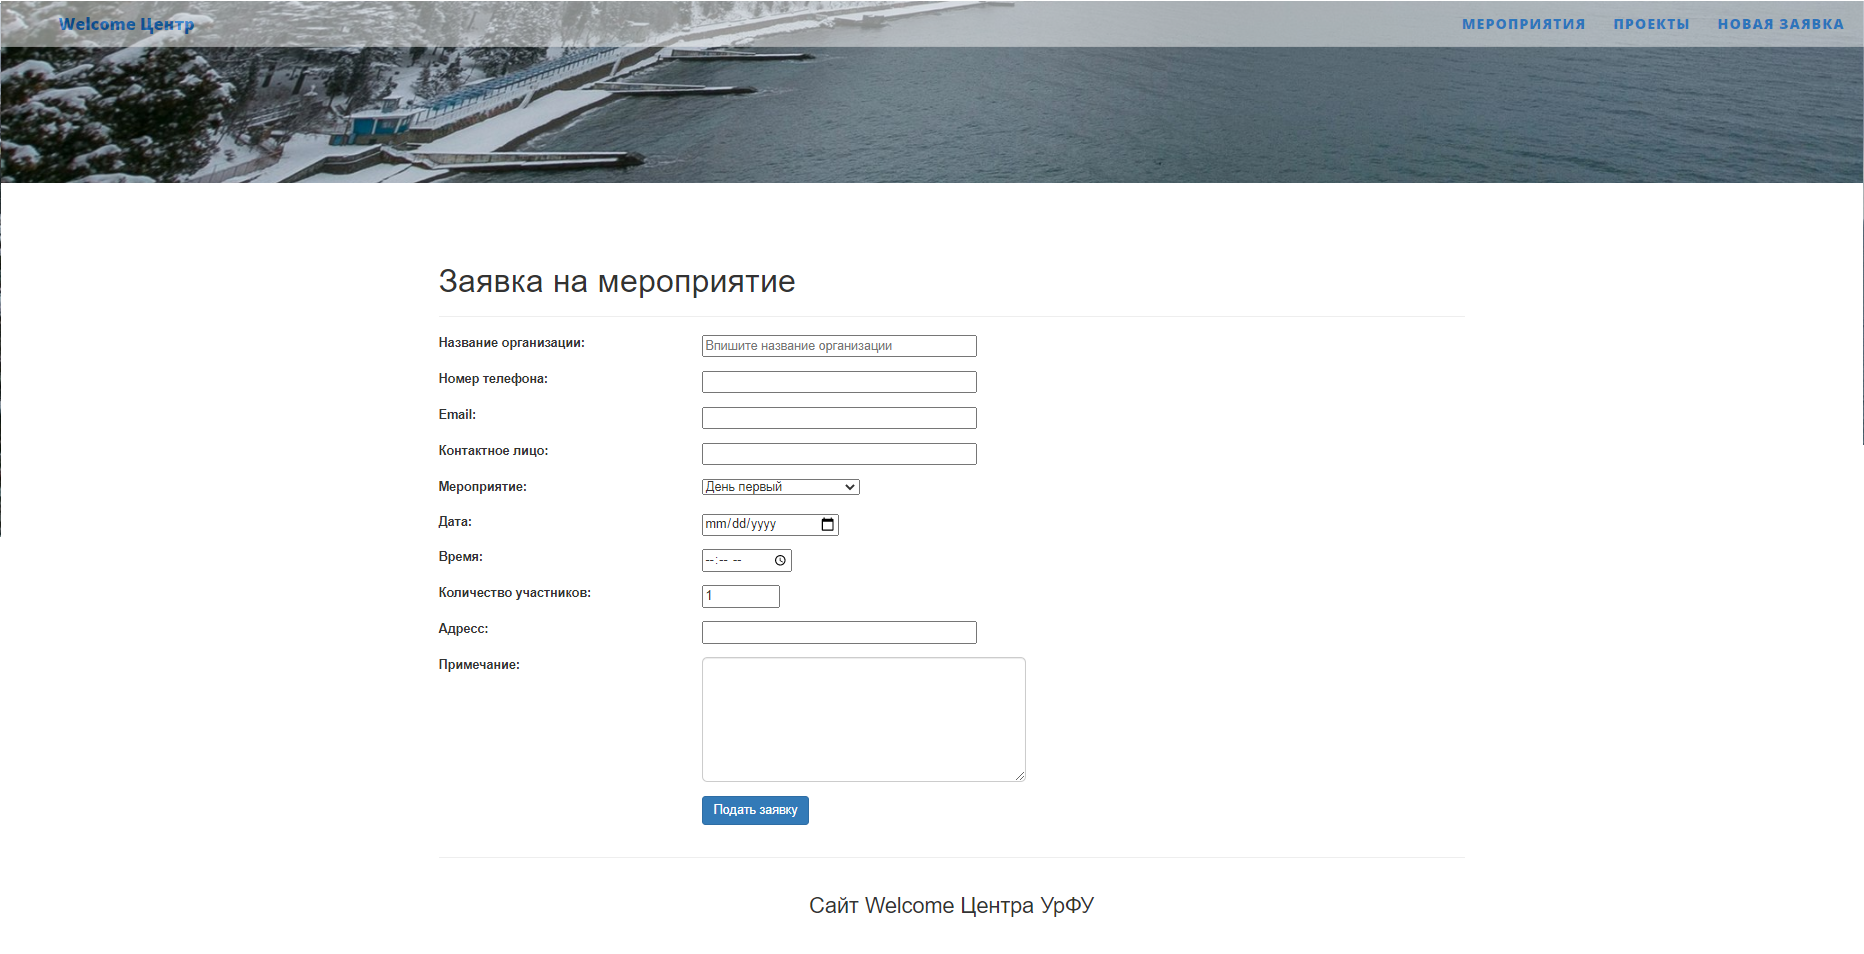 Welcome Центр МЕРОПРИЯТИЯ ПРОЕКТЫ НОВАЯ ЗАЯВКА
Заявка на мероприятие
Название организации: Впишите название организации
Номер телефона:
Email:
Контактное лицо:
Мероприятие: День первый
Дата: mm/dd/yyyy
Время: --:-- --
Количество участников: 1
Адресс:
Примечание:
Подать заявку
Сайт Welcome Центра УрФУ